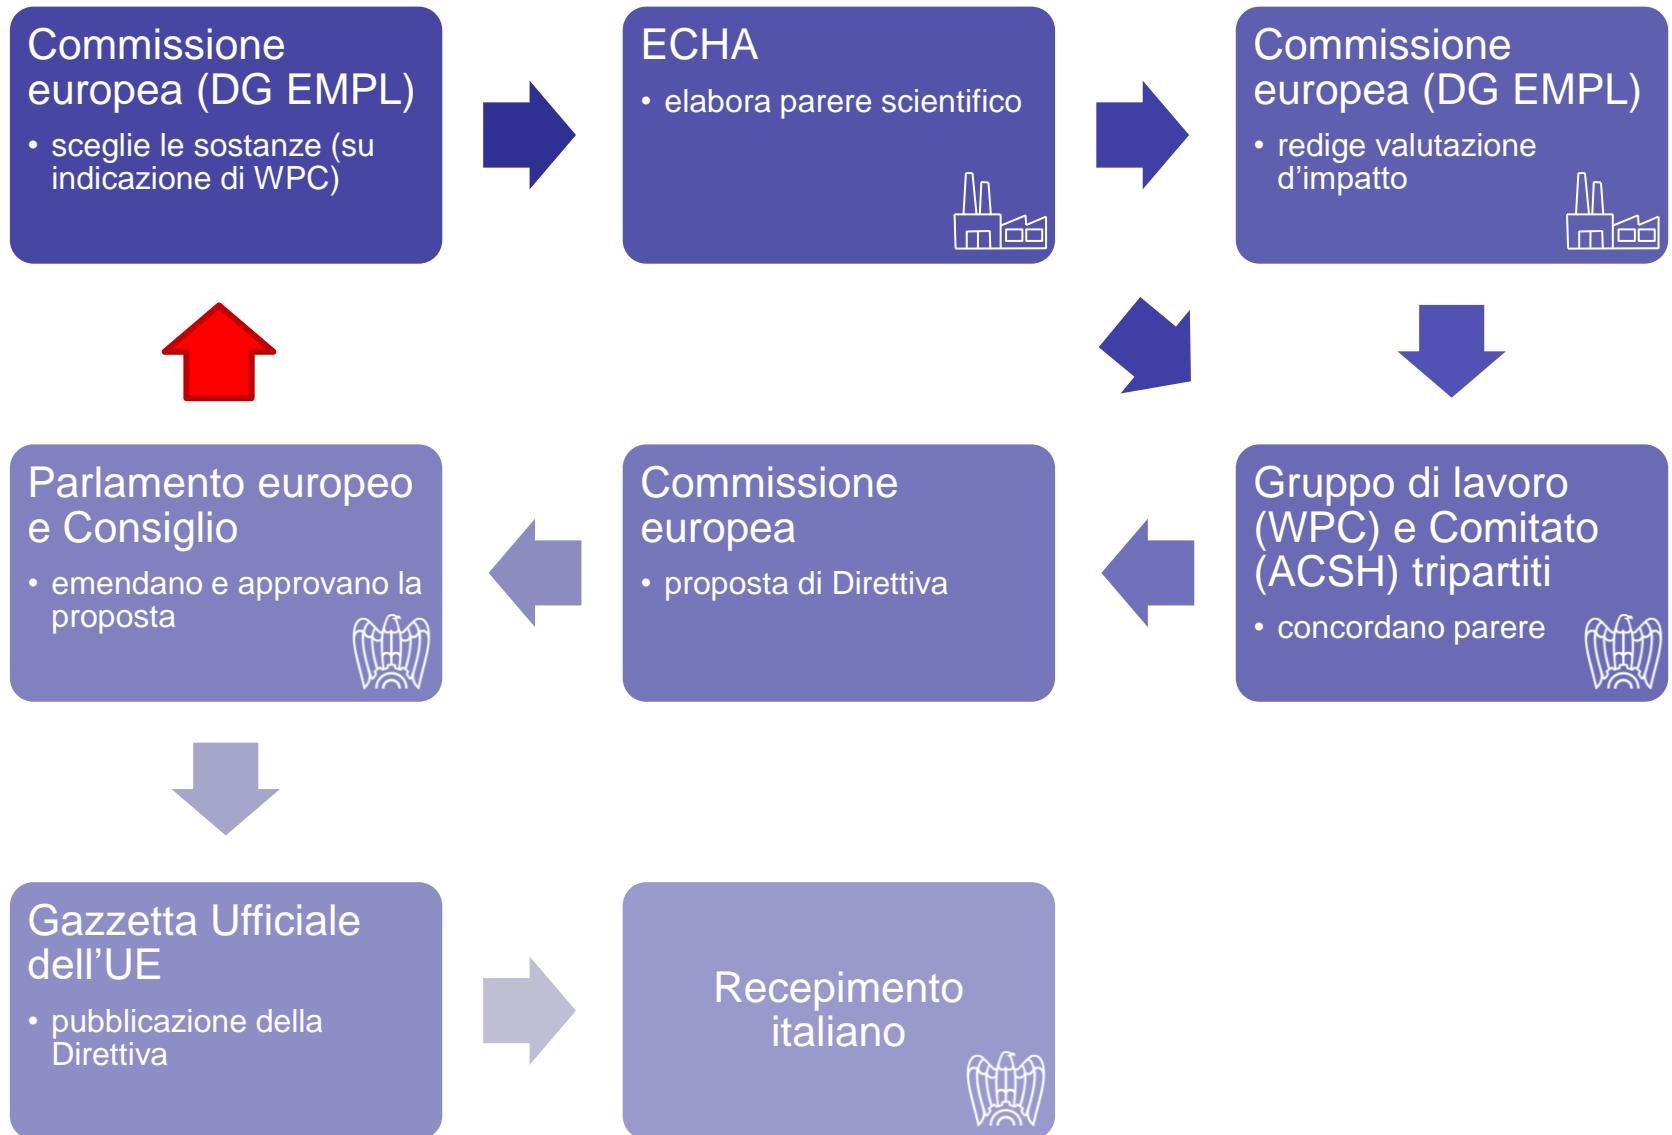 Commissione
europea (DG EMPL)
• sceglie le sostanze (su
indicazione di WPC)
ECHA
• elabora parere scientifico
Commissione
europea (DG EMPL)
• redige valutazione
d’impatto
Parlamento europeo
e Consiglio
• emendano e approvano la
proposta
Commissione
europea
• proposta di Direttiva
Gruppo di lavoro
(WPC) e Comitato
(ACSH) tripartiti
• concordano parere
Gazzetta Ufficiale
dell’UE
• pubblicazione della
Direttiva
Recepimento
italiano